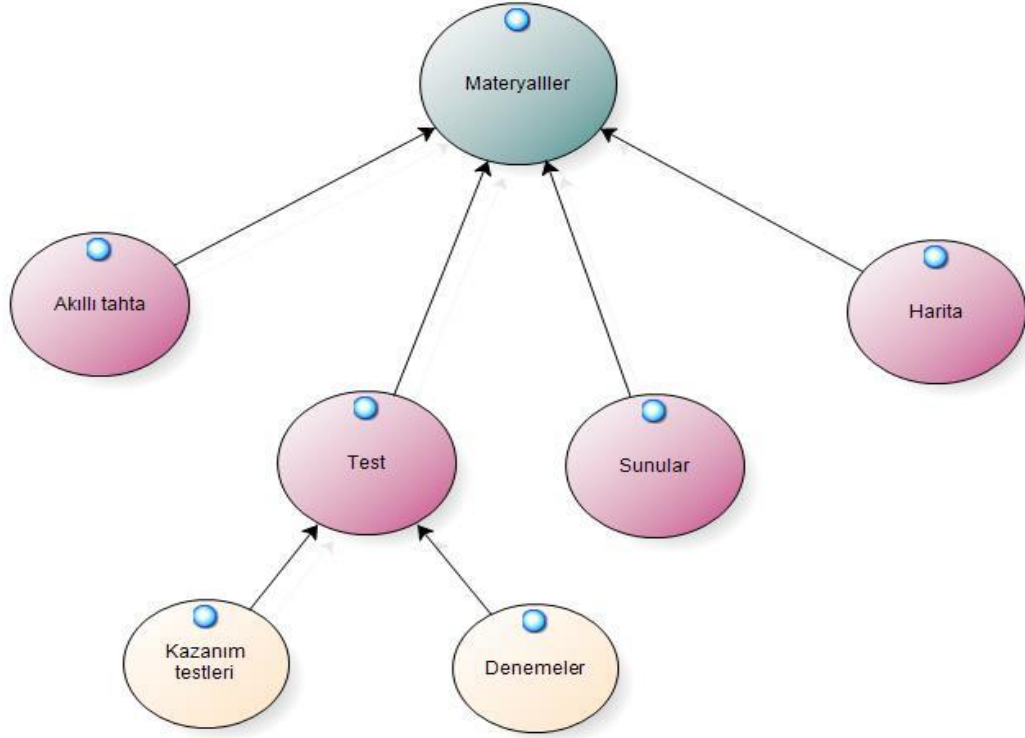 Materyalller
Akıllı tahta
Harita
Test
Sunular
Kazanım
testleri
Denemeler